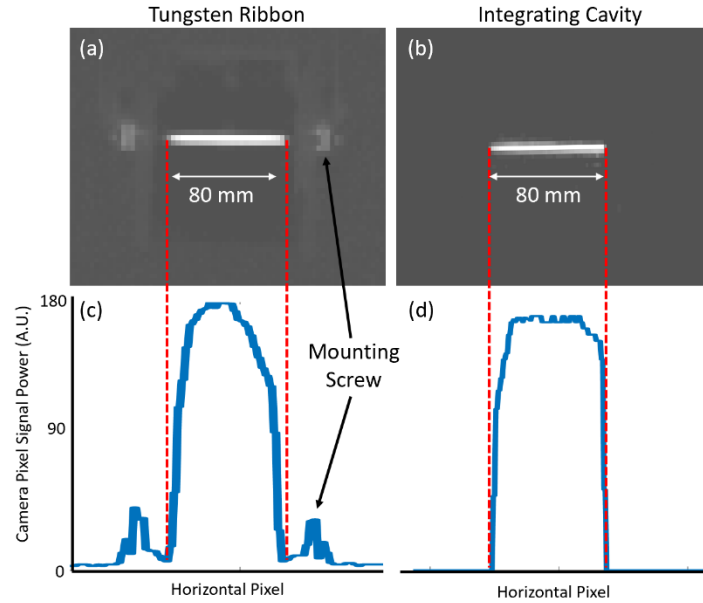 Tungsten Ribbon
Integrating Cavity
(a)
(b)
80 mm
80 mm
180
(c)
(d)
Mounting
Screw
90
0
Camera Pixel Signal Power (A.U.)
Horizontal Pixel
Horizontal Pixel